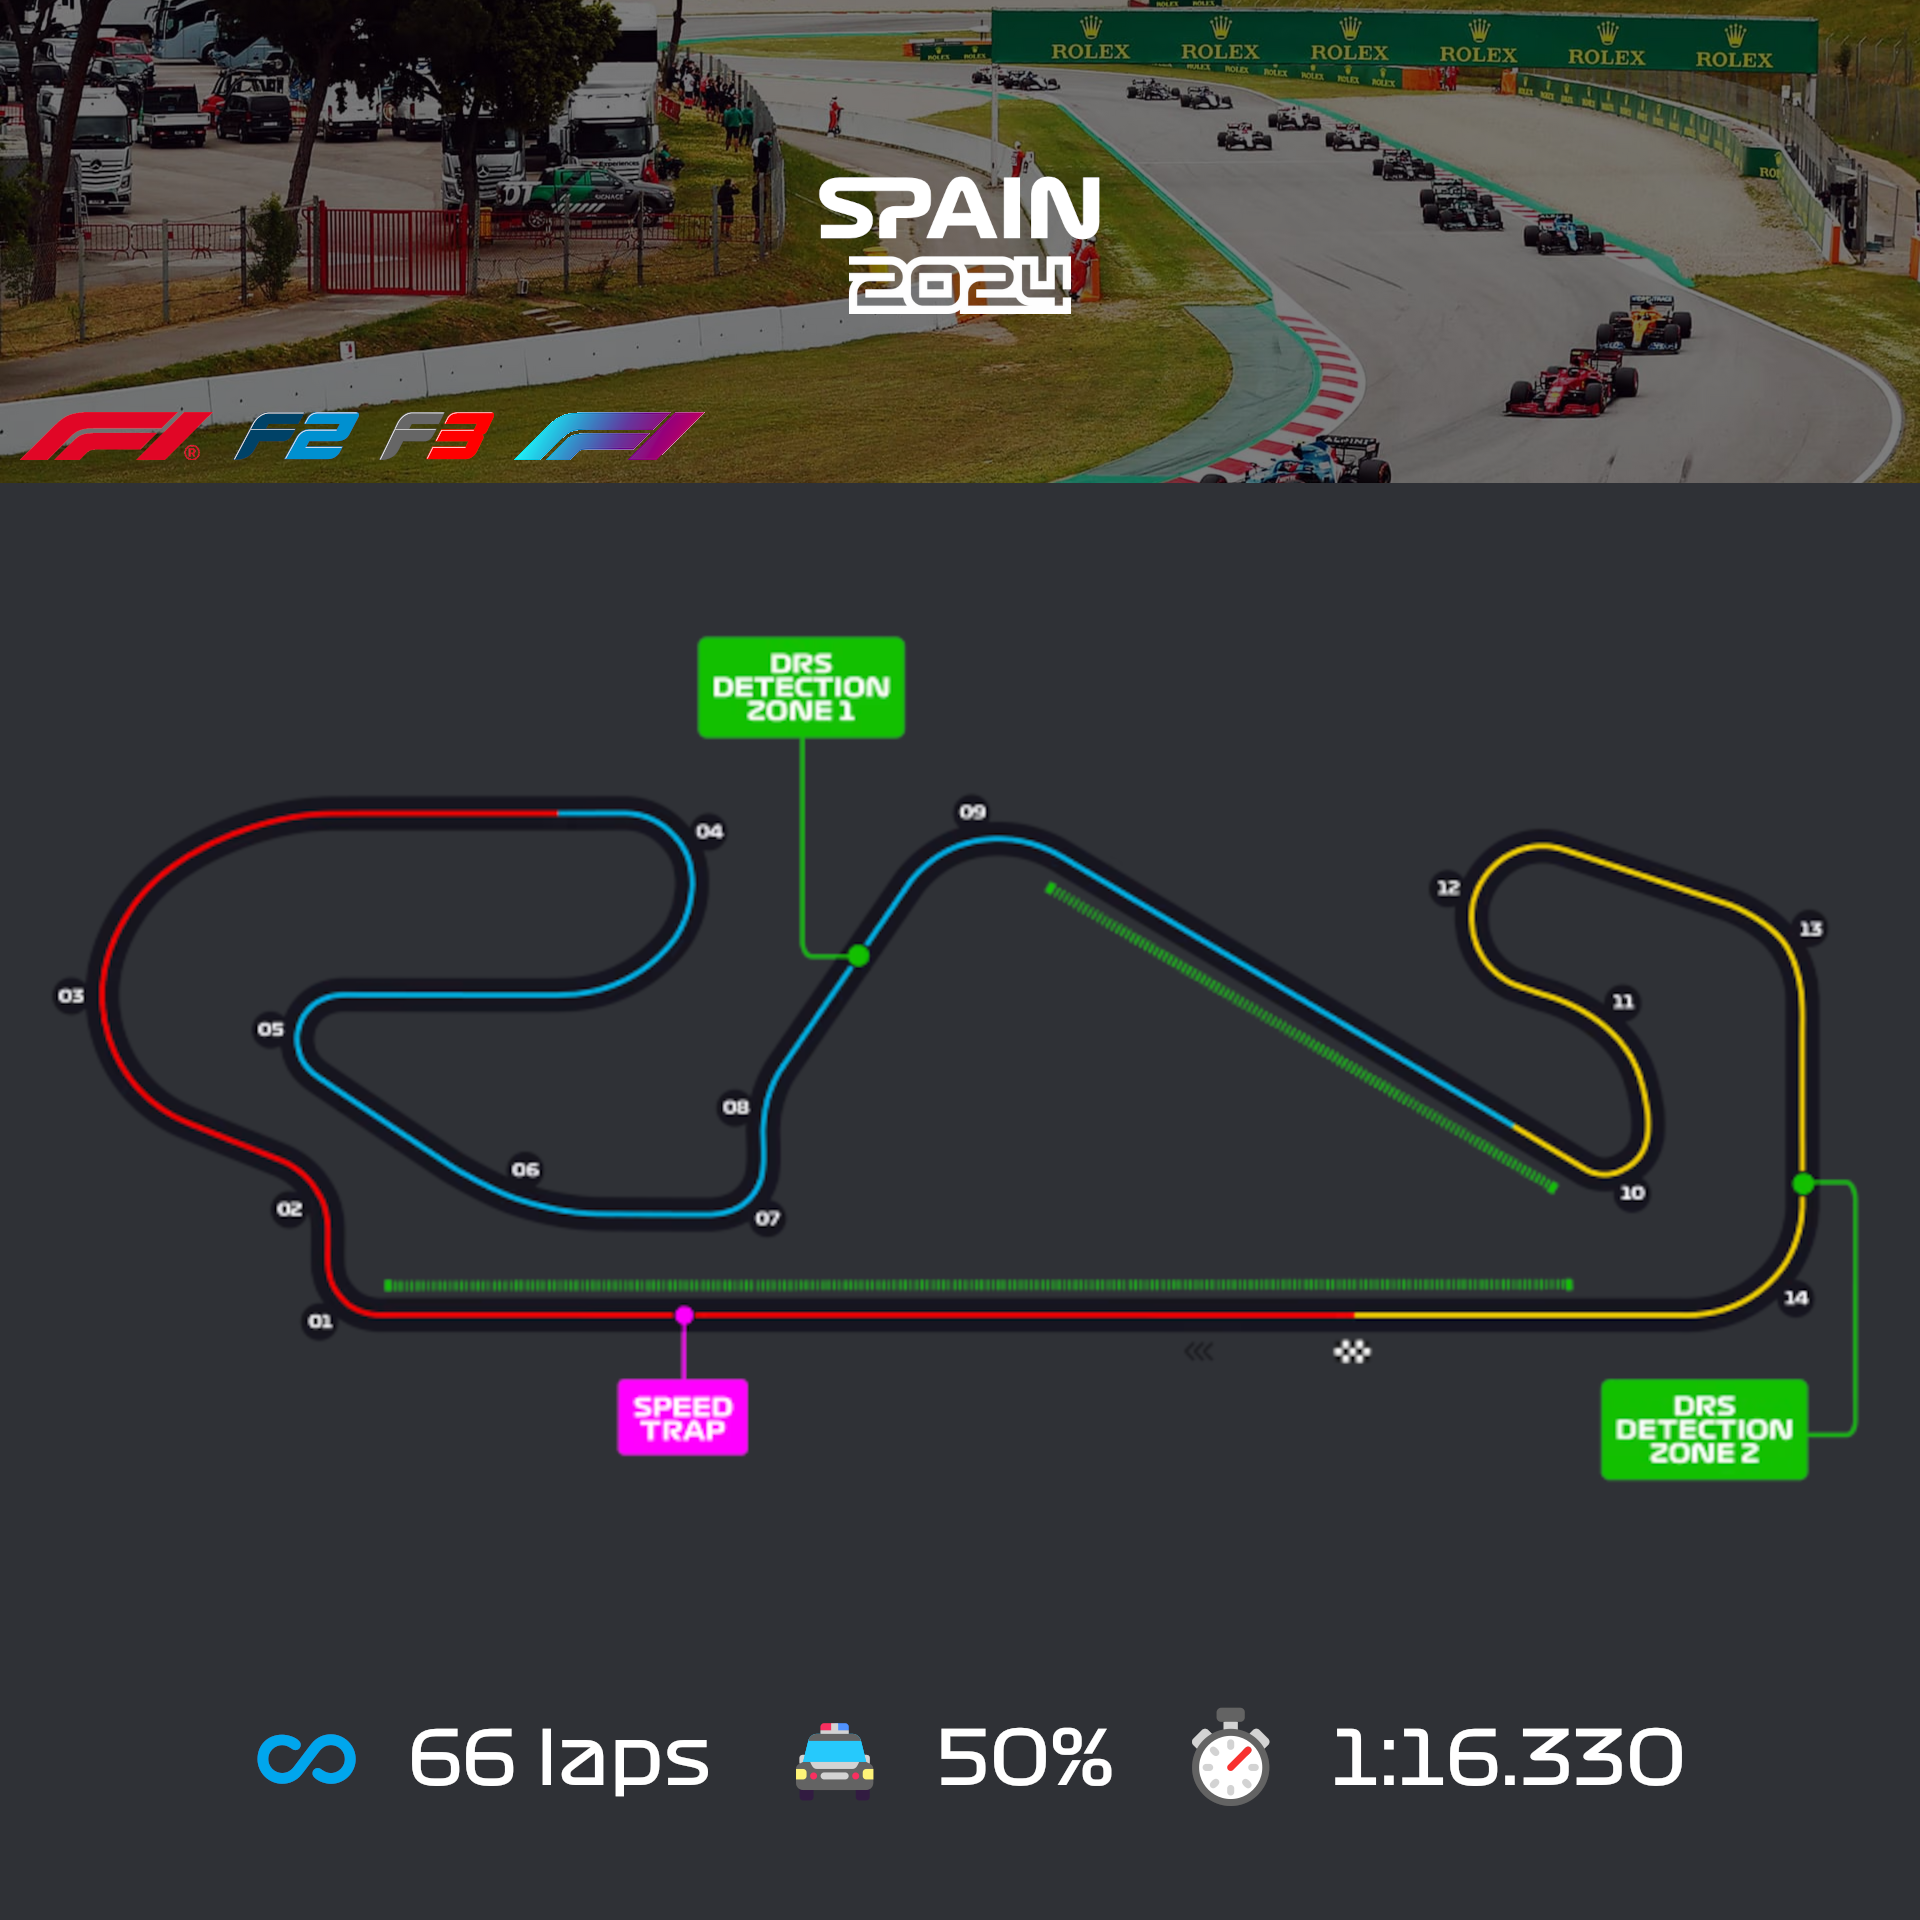 ROLEX ROLEX ROLEX ROLEX ROLEX ROLEX
SPAIN
2024
F1® F2 F3 F1
DRS
DETECTION
ZONE 1
09
04
12
13
03
11
05
08
06
10
02
07
14
01
SPEED
TRAP
DRS
DETECTION
ZONE 2
66 laps 50% 1:16.330